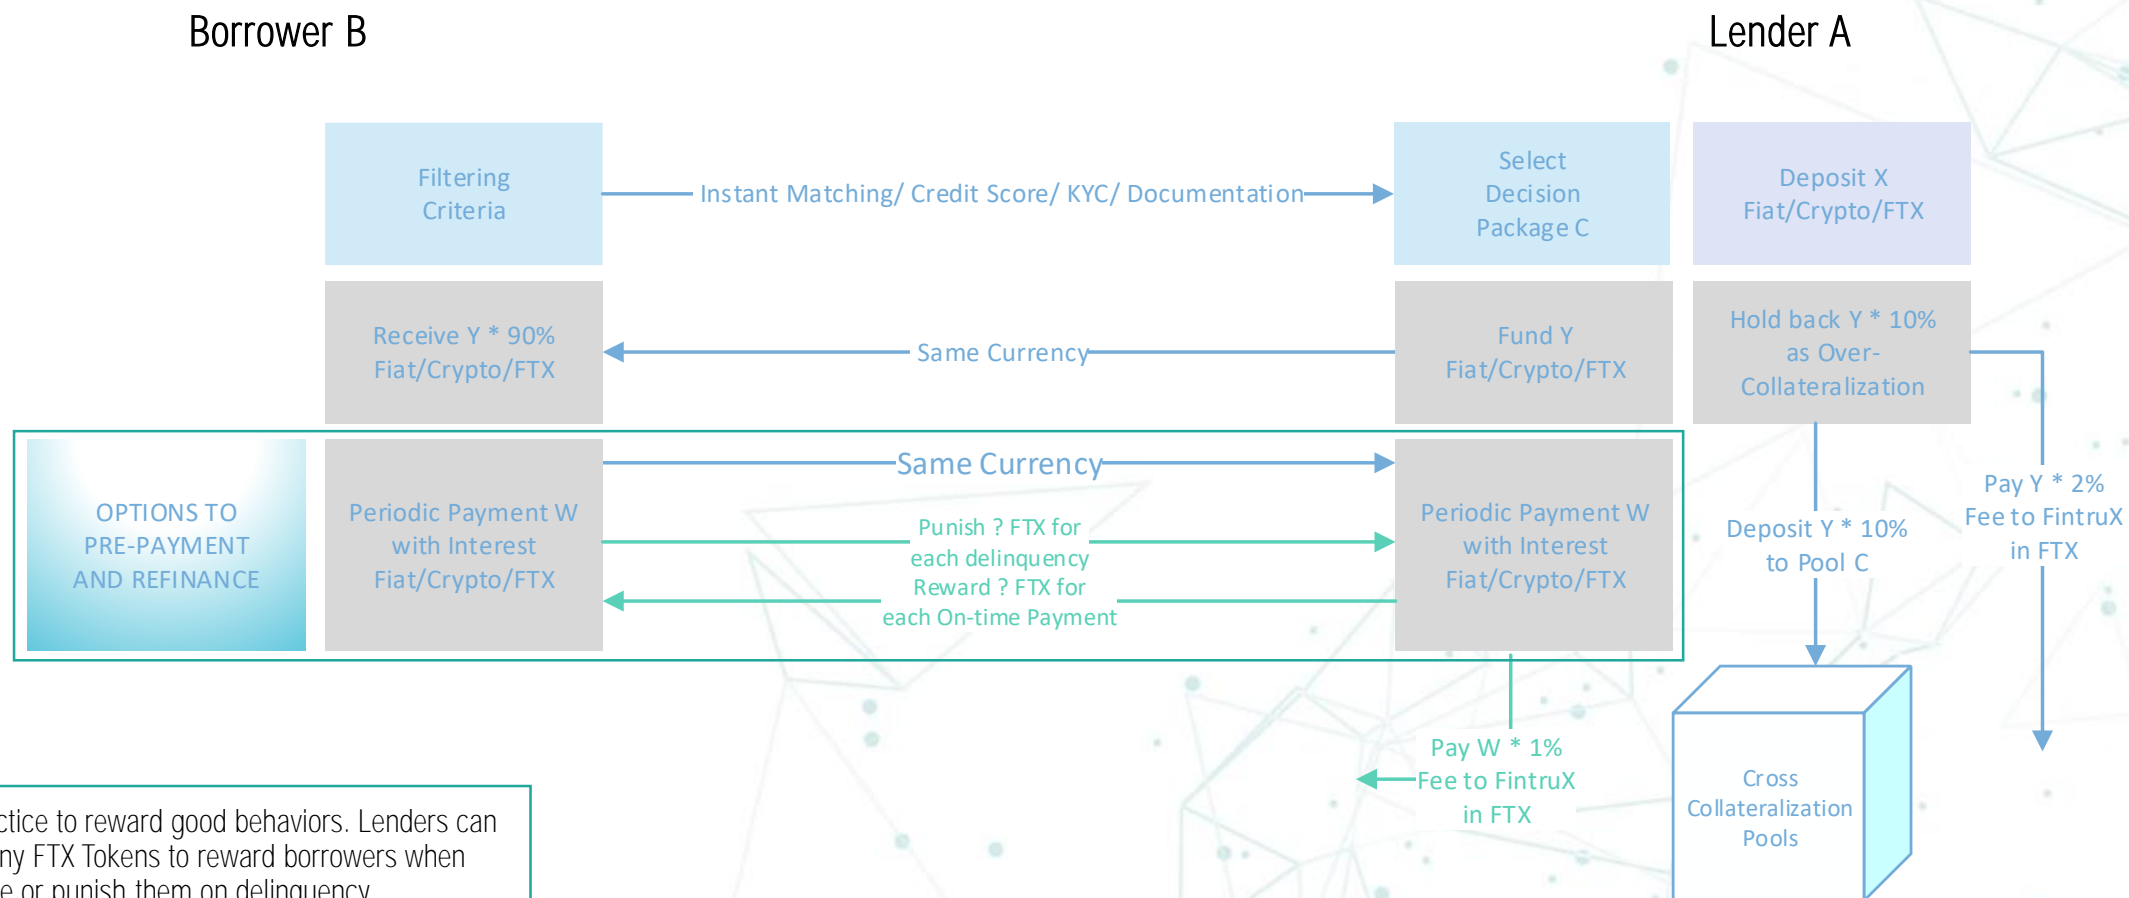 Borrower B
Lender A
Filtering
Criteria
Instant Matching/ Credit Score/ KYC/ Documentation
Select
Decision
Package C
Deposit X
Fiat/Crypto/FTX
Receive Y * 90%
Fiat/Crypto/FTX
Same Currency
Fund Y
Fiat/Crypto/FTX
Hold back Y * 10%
as Over-
Collateralization
OPTIONS TO
PRE-PAYMENT
AND REFINANCE
Periodic Payment W
with Interest
Fiat/Crypto/FTX
Same Currency
Punish ? FTX for
each delinquency
Reward ? FTX for
each On-time Payment
Periodic Payment W
with Interest
Fiat/Crypto/FTX
Deposit Y * 10%
to Pool C
Pay Y * 2%
Fee to FintruX
in FTX
Pay W * 1%
Fee to FintruX
in FTX
Cross
Collateralization
Pools
to reward good behaviors. Lenders can
FTX Tokens to reward borrowers when
or punish them on delinquency